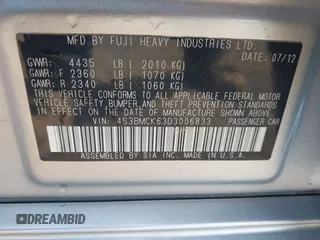 MFD BY FUJI HEAVY INDUSTRIES LTD.
DATE: 07/12
GVWR: 4435 LB ( 2010 KG)
GAWR: F 2360 LB ( 1070 KG)
GAWR: R 2340 LB ( 1060 KG)
THIS VEHICLE CONFORMS TO ALL APPLICABLE FEDERAL MOTOR
VEHICLE SAFETY, BUMPER, AND THEFT PREVENTION STANDARDS
IN EFFECT ON THE DATE OF MANUFACTURE SHOWN ABOVE.
VIN: 4S3BMCK63D3006833 PASSENGER CAR
ASSEMBLED BY SIA INC. MADE IN U.S.A.
DREAMBID